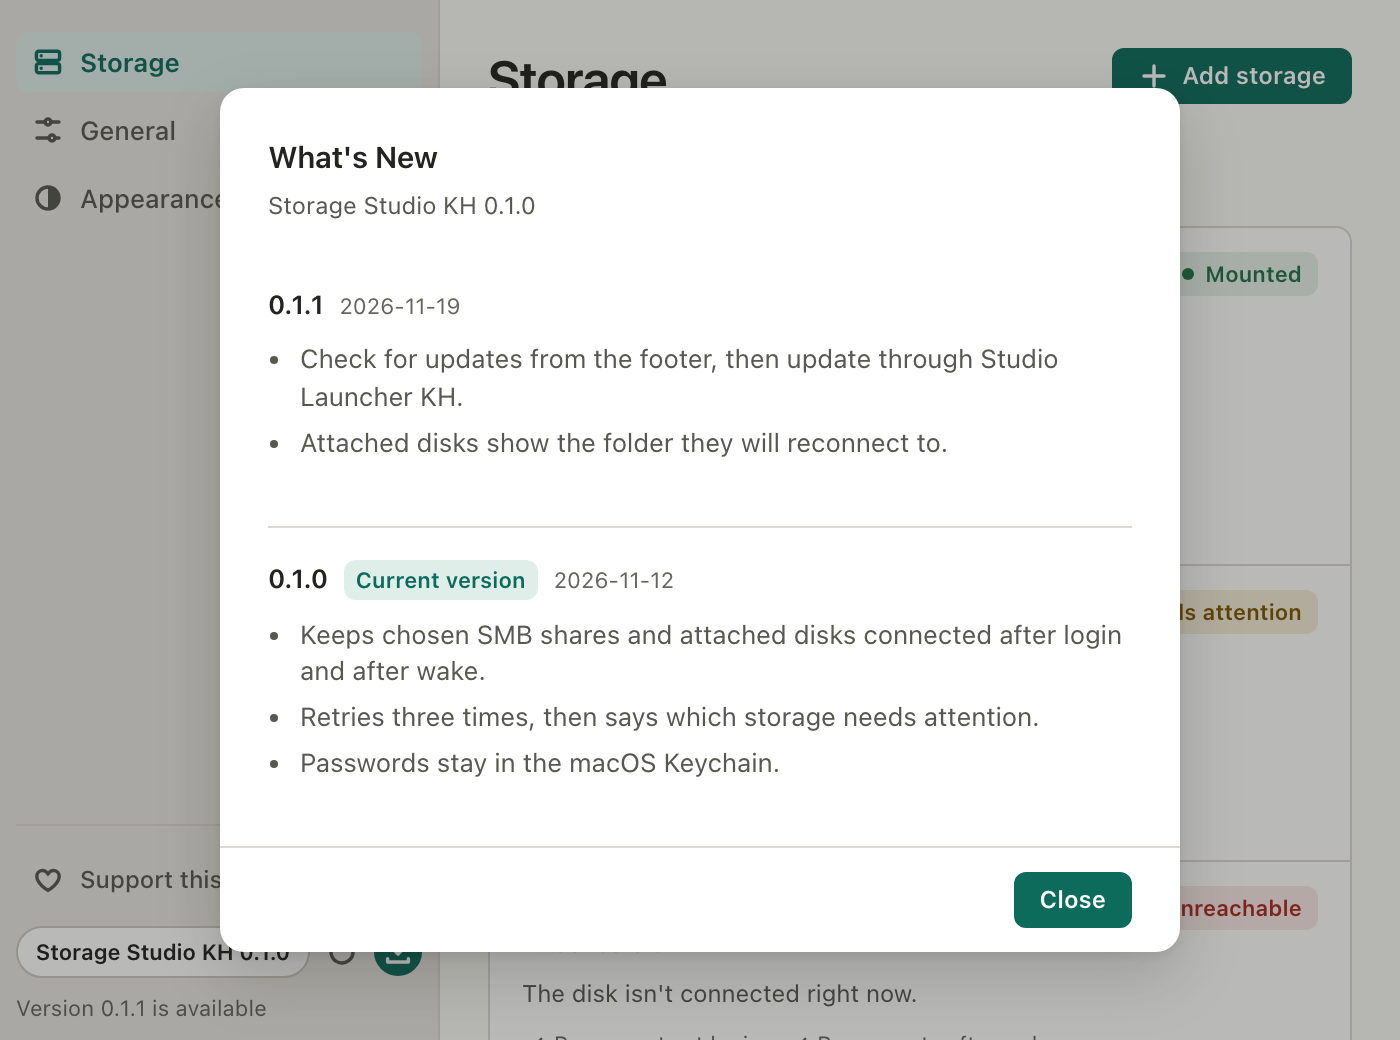 Storage
General
Appearance
Storage
Add storage
What's New
Storage Studio KH 0.1.0
0.1.1 2026-11-19
Check for updates from the footer, then update through Studio
Launcher KH.
Attached disks show the folder they will reconnect to.
0.1.0 Current version 2026-11-12
Keeps chosen SMB shares and attached disks connected after login
and after wake.
Retries three times, then says which storage needs attention.
Passwords stay in the macOS Keychain.
Close
Mounted
attention
Support this
Storage Studio KH 0.1.0
Version 0.1.1 is available
The disk isn't connected right now.